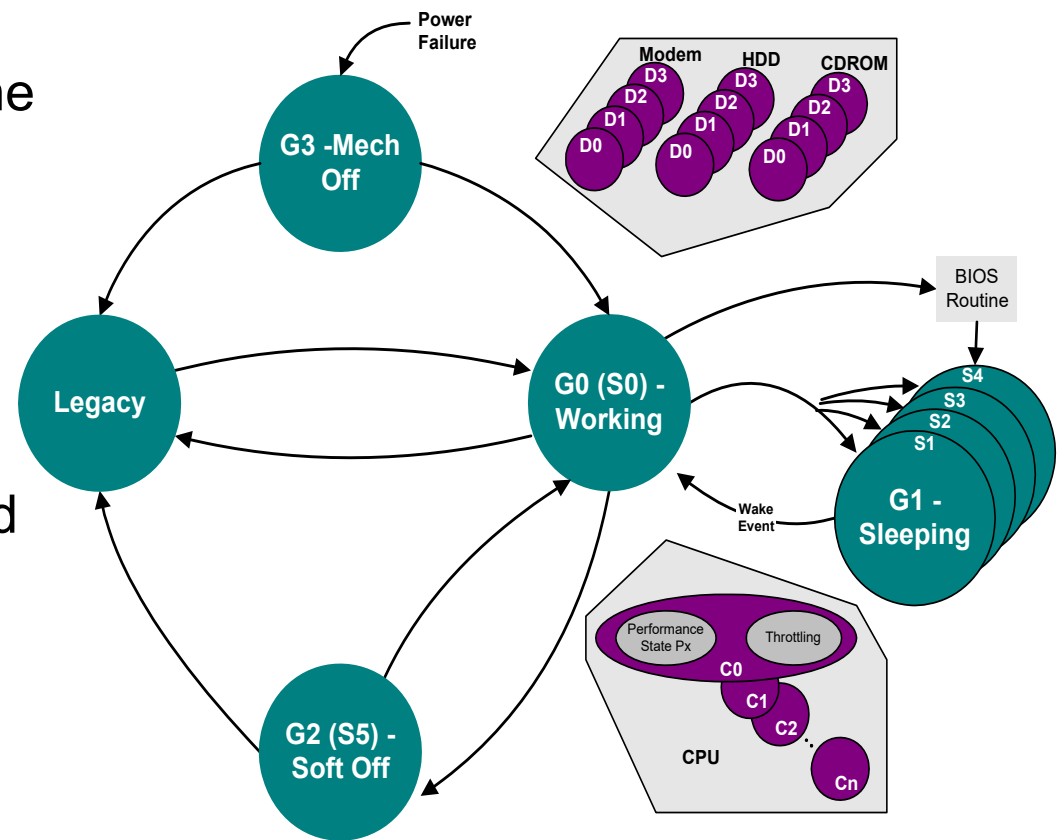 Power
Failure
ne
G3 -Mech
Off
Modem
HDD
CDROM
D3
D2
D1
D0
D3
D2
D1
D0
D3
D2
D1
D0
BIOS
Routine
Legacy
G0 (S0) -
Working
S4
S3
S2
S1
G1 -
Sleeping
Wake
Event
d
Performance
State Px
Throttling
C0
C1
C2
Cn
CPU
G2 (S5) -
Soft Off